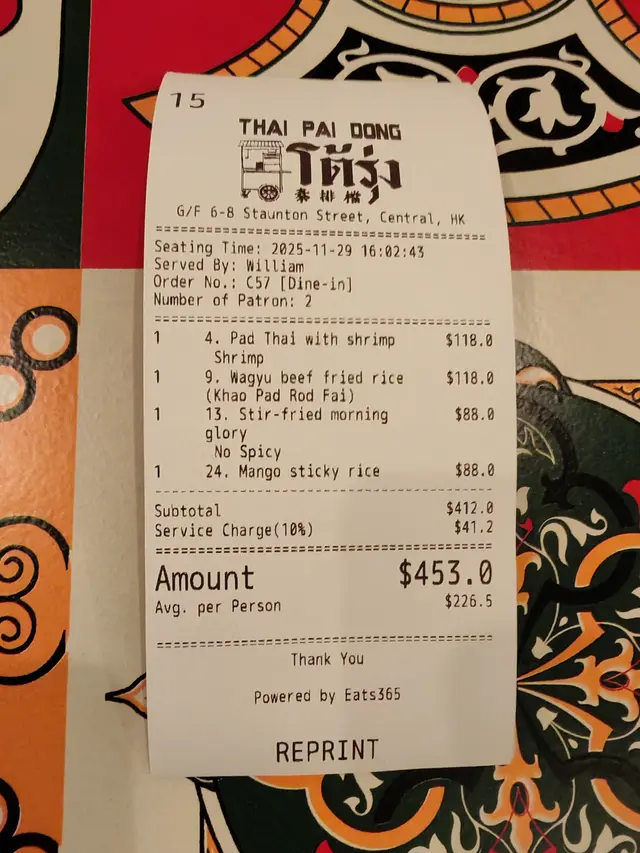 15
THAI PAI DONG
โต้รุ่ง
泰排檔
G/F 6-8 Staunton Street, Central, HK
Seating Time: 2025-11-29 16:02:43
Served By: William
Order No.: C57 [Dine-in]
Number of Patron: 2
1 4. Pad Thai with shrimp $118.0
Shrimp
1 9. Wagyu beef fried rice $118.0
(Khao Pad Rod Fai)
1 13. Stir-fried morning $88.0
glory
No Spicy
1 24. Mango sticky rice $88.0
Subtotal $412.0
Service Charge(10%) $41.2
Amount $453.0
Avg. per Person $226.5
Thank You
Powered by Eats365
REPRINT